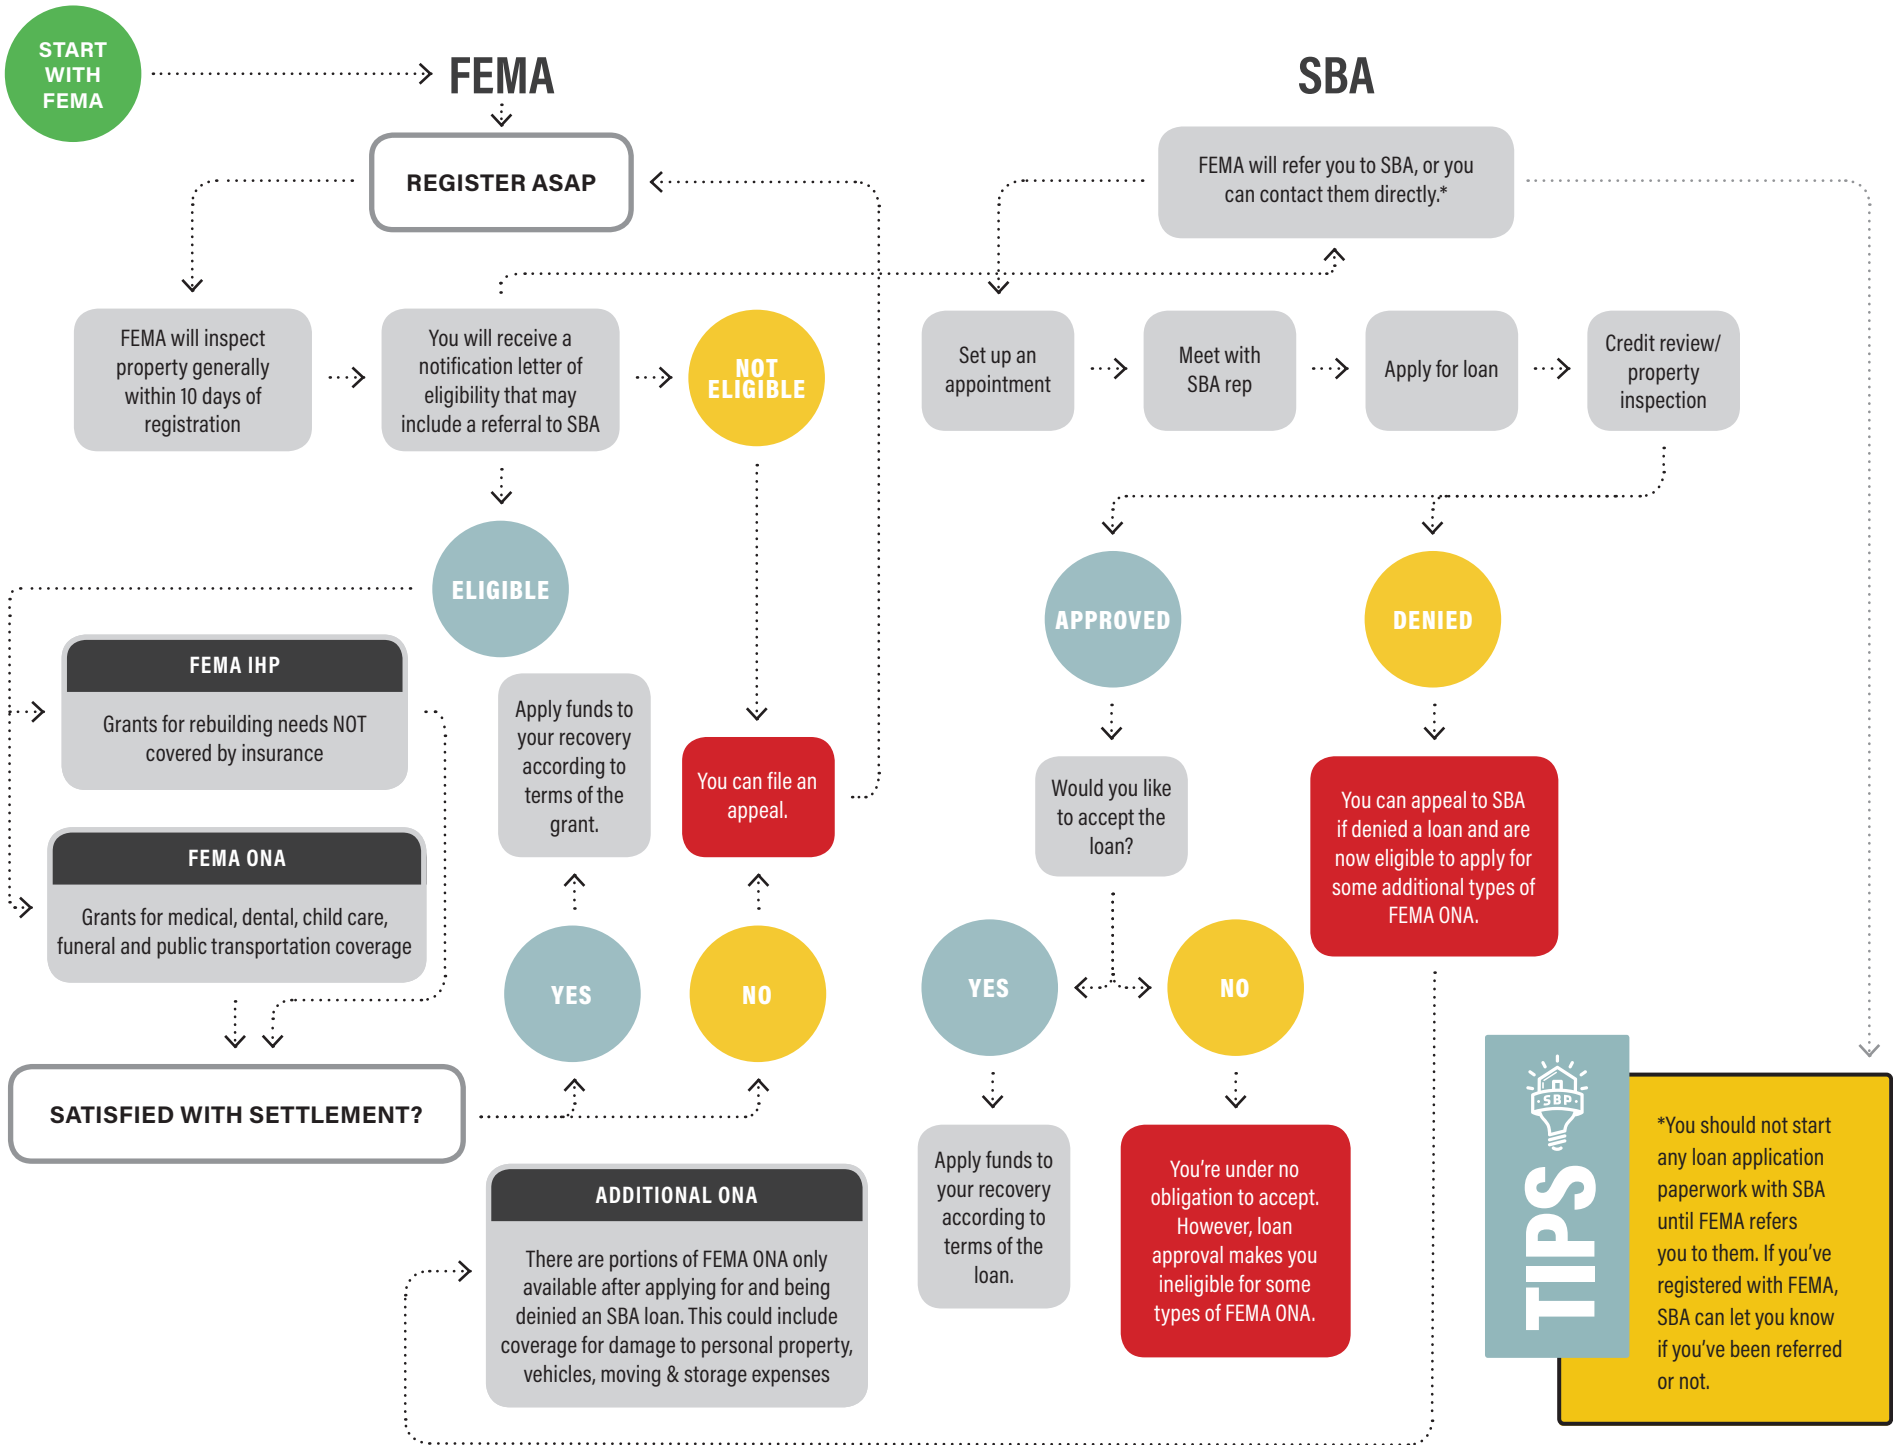 START
WITH
FEMA
FEMA
REGISTER ASAP
FEMA will inspect
property generally
within 10 days of
registration
You will receive a
notification letter of
eligibility that may
include a referral to SBA
NOT
ELIGIBLE
ELIGIBLE
FEMA IHP
Grants for rebuilding needs NOT
covered by insurance
FEMA ONA
Grants for medical, dental, child care,
funeral and public transportation coverage
SATISFIED WITH SETTLEMENT?
YES
NO
Apply funds to
your recovery
according to
terms of the
grant.
You can file an
appeal.
ADDITIONAL ONA
There are portions of FEMA ONA only
available after applying for and being
deinied an SBA loan. This could include
coverage for damage to personal property,
vehicles, moving & storage expenses
SBA
FEMA will refer you to SBA, or you
can contact them directly.*
Set up an
appointment
Meet with
SBA rep
Apply for loan
Credit review/
property
inspection
APPROVED
DENIED
Would you like
to accept the
loan?
You can appeal to SBA
if denied a loan and are
now eligible to apply for
some additional types of
FEMA ONA.
YES
NO
Apply funds to
your recovery
according to
terms of the
loan.
You're under no
obligation to accept.
However, loan
approval makes you
ineligible for some
types of FEMA ONA.
SBP
TIPS
*You should not start
any loan application
paperwork with SBA
until FEMA refers
you to them. If you've
registered with FEMA,
SBA can let you know
if you've been referred
or not.